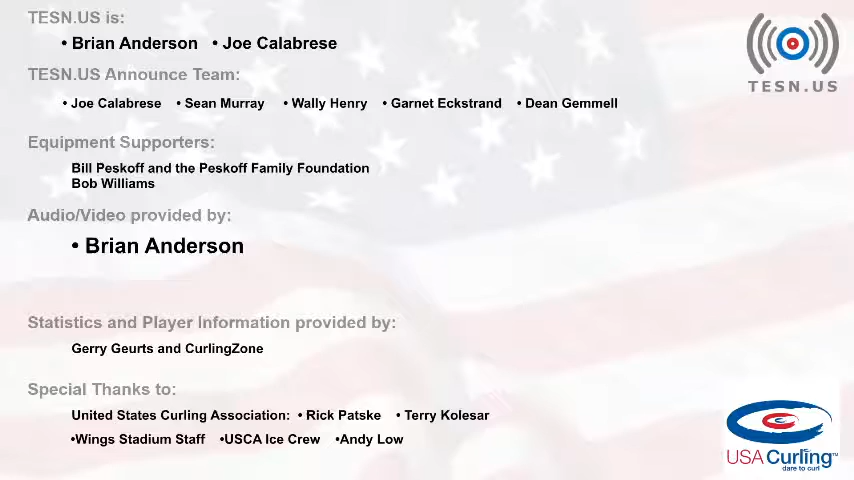 TESN.US is:
• Brian Anderson • Joe Calabrese
TESN.US
TESN.US Announce Team:
• Joe Calabrese • Sean Murray • Wally Henry • Garnet Eckstrand • Dean Gemmell
Equipment Supporters:
Bill Peskoff and the Peskoff Family Foundation
Bob Williams
Audio/Video provided by:
• Brian Anderson
Statistics and Player Information provided by:
Gerry Geurts and CurlingZone
Special Thanks to:
United States Curling Association: • Rick Patske • Terry Kolesar
•Wings Stadium Staff •USCA Ice Crew •Andy Low
USA Curling™
dare to curl